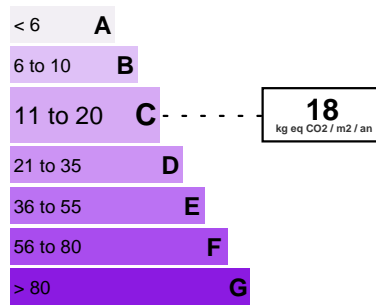 < 6 A
6 to 10 B
11 to 20 C
18
kg eq CO2 / m2 / an
21 to 35 D
36 to 55 E
56 to 80 F
> 80 G